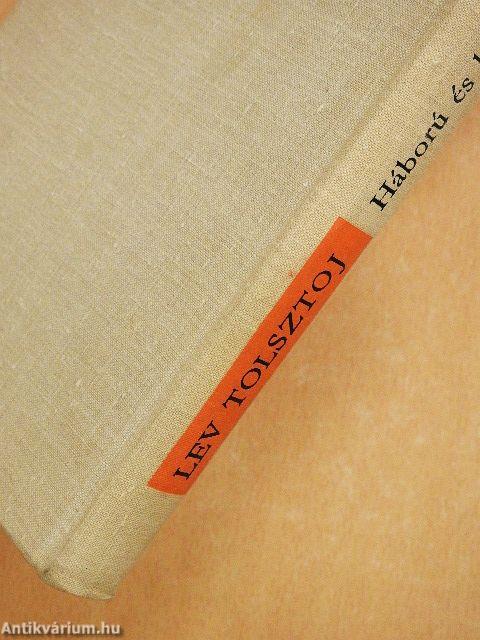 LEV TOLSZTOJ
Háború és
Antikvárium.hu